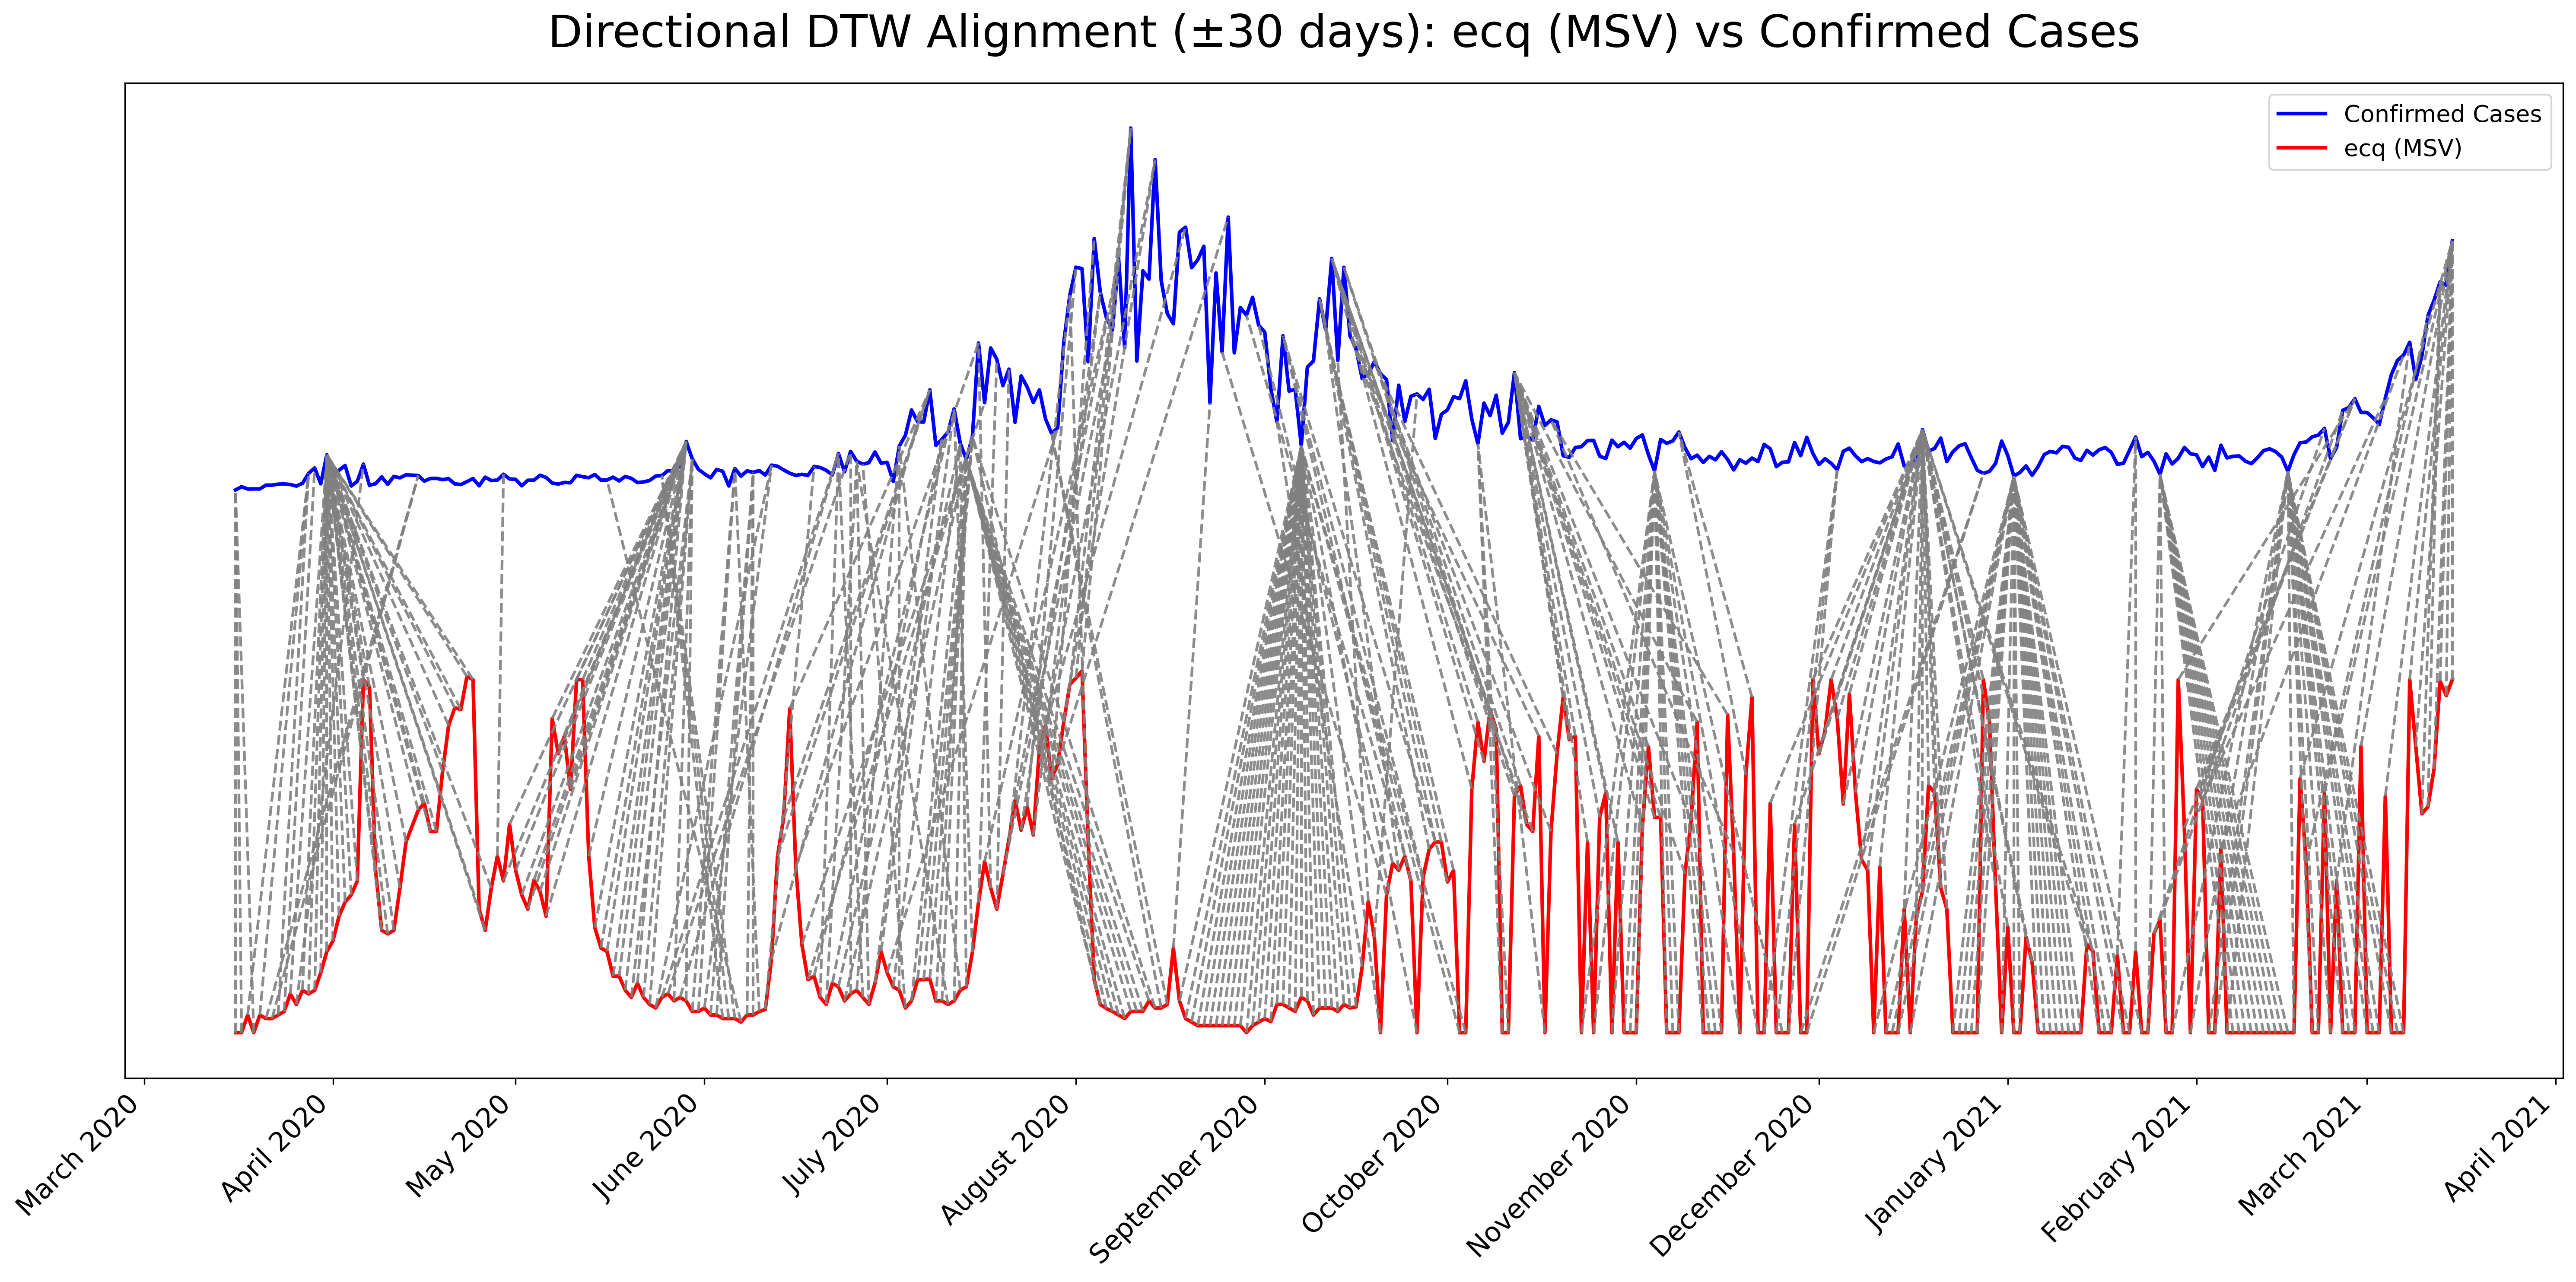 Directional DTW Alignment (±30 days): ecq (MSV) vs Confirmed Cases
Confirmed Cases
ecq (MSV)
March 2020
April 2020
May 2020
June 2020
July 2020
August 2020
September 2020
October 2020
November 2020
December 2020
January 2021
February 2021
March 2021
April 2021